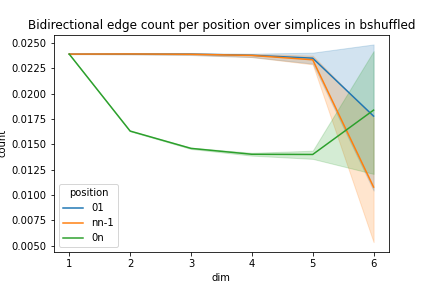 Bidirectional edge count per position over simplices in bshuffled
0.0250
0.0225
0.0200
0.0175
0.0150
0.0125
0.0100
0.0075
0.0050
count
position
01
nn-1
0n
1 2 3 4 5 6
dim